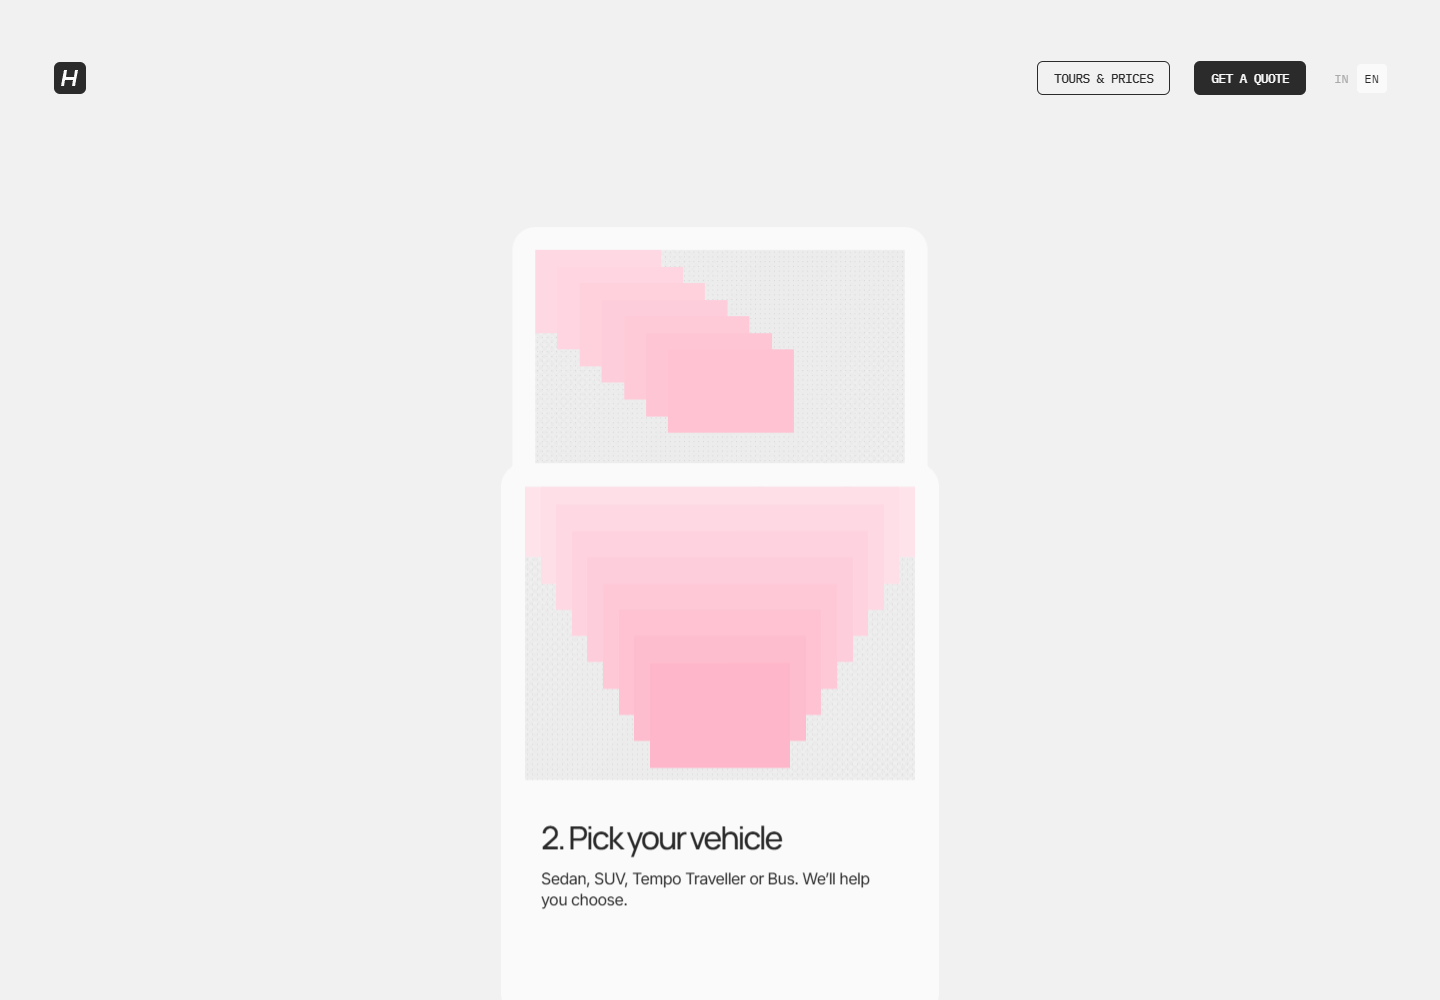 H
TOURS & PRICES
GET A QUOTE
IN
EN
2. Pick your vehicle
Sedan, SUV, Tempo Traveller or Bus. We’ll help
you choose.